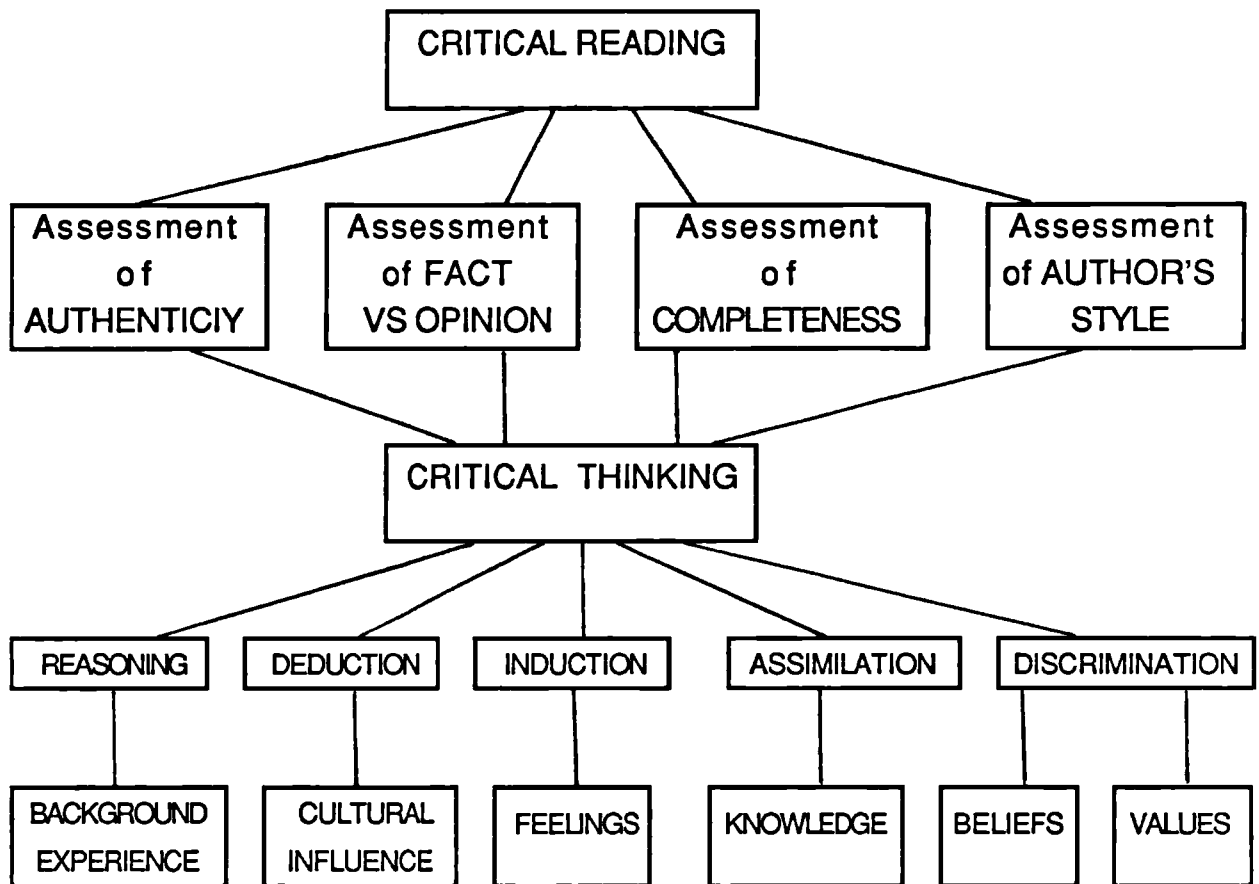 CRITICAL READING
Assessment
of
AUTHENTICIY
Assessment
of FACT
VS OPINION
Assessment
of
COMPLETENESS
Assessment
of AUTHOR'S
STYLE
CRITICAL THINKING
REASONING
DEDUCTION
INDUCTION
ASSIMILATION
DISCRIMINATION
BACKGROUND
EXPERIENCE
CULTURAL
INFLUENCE
FEELINGS
KNOWLEDGE
BELIEFS
VALUES